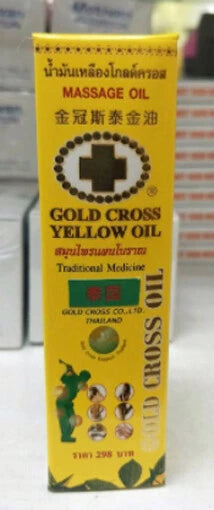 น้ำมันเหลืองโกลด์ครอส
MASSAGE OIL
金冠斯泰金油
®
GOLD CROSS
YELLOW OIL
สมุนไพรแผนโบราณ
Traditional Medicine
泰国
GOLD CROSS CO.,LTD.
THAILAND
ราคา 298 บาท
GOLD CROSS OIL